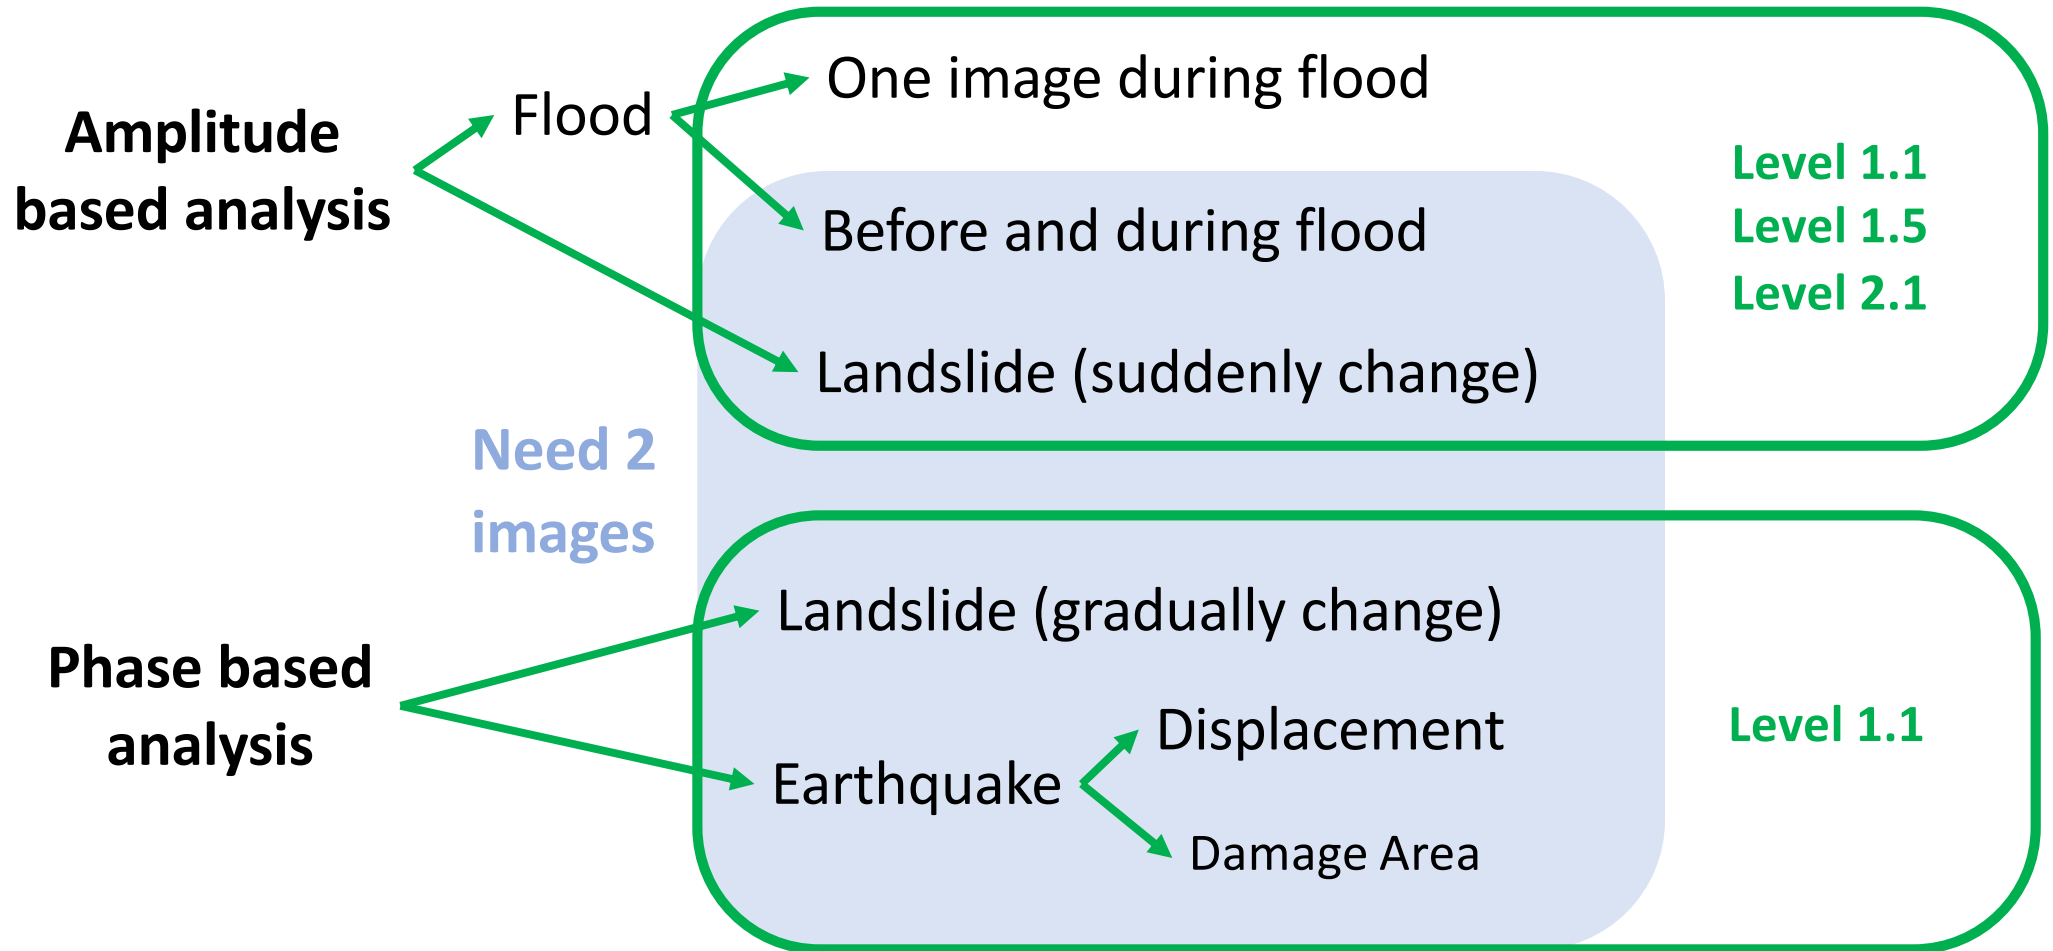 Amplitude
based analysis
Flood
One image during flood
Before and during flood
Landslide (suddenly change)
Level 1.1
Level 1.5
Level 2.1
Need 2
images
Phase based
analysis
Landslide (gradually change)
Earthquake
Displacement
Damage Area
Level 1.1